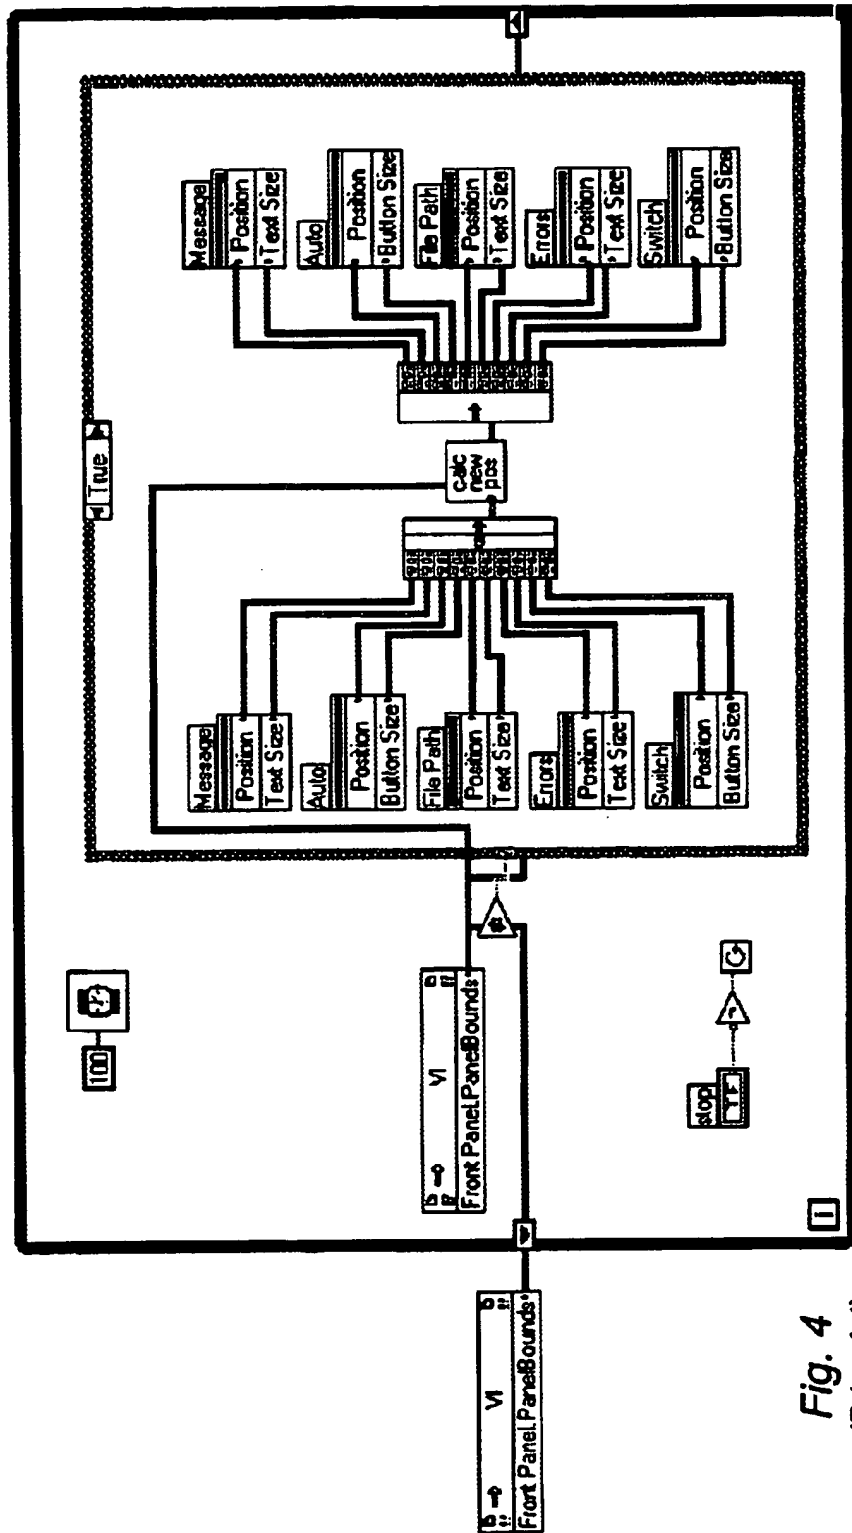 100
True
VI
Front Panel.PanelBounds
VI
Front Panel.PanelBounds
Message
Position
Text Size
Auto
Position
Button Size
File Path
Position
Text Size
Errors
Position
Text Size
Switch
Position
Button Size
calc
new
pos
Message
Position
Text Size
Auto
Position
Button Size
File Path
Position
Text Size
Errors
Position
Text Size
Switch
Position
Button Size
stop
TF
i
Fig. 4